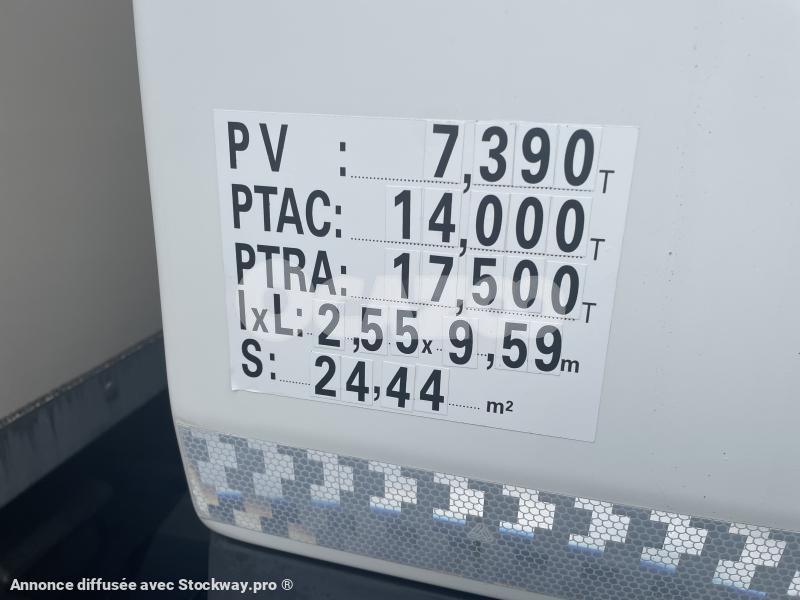 PV : 7,390 T
PTAC: 14,000 T
PTRA: 17,500 T
lxL: 2,55 x 9,59 m
S: 24,44 m²
Annonce diffusée avec Stockway.pro ®